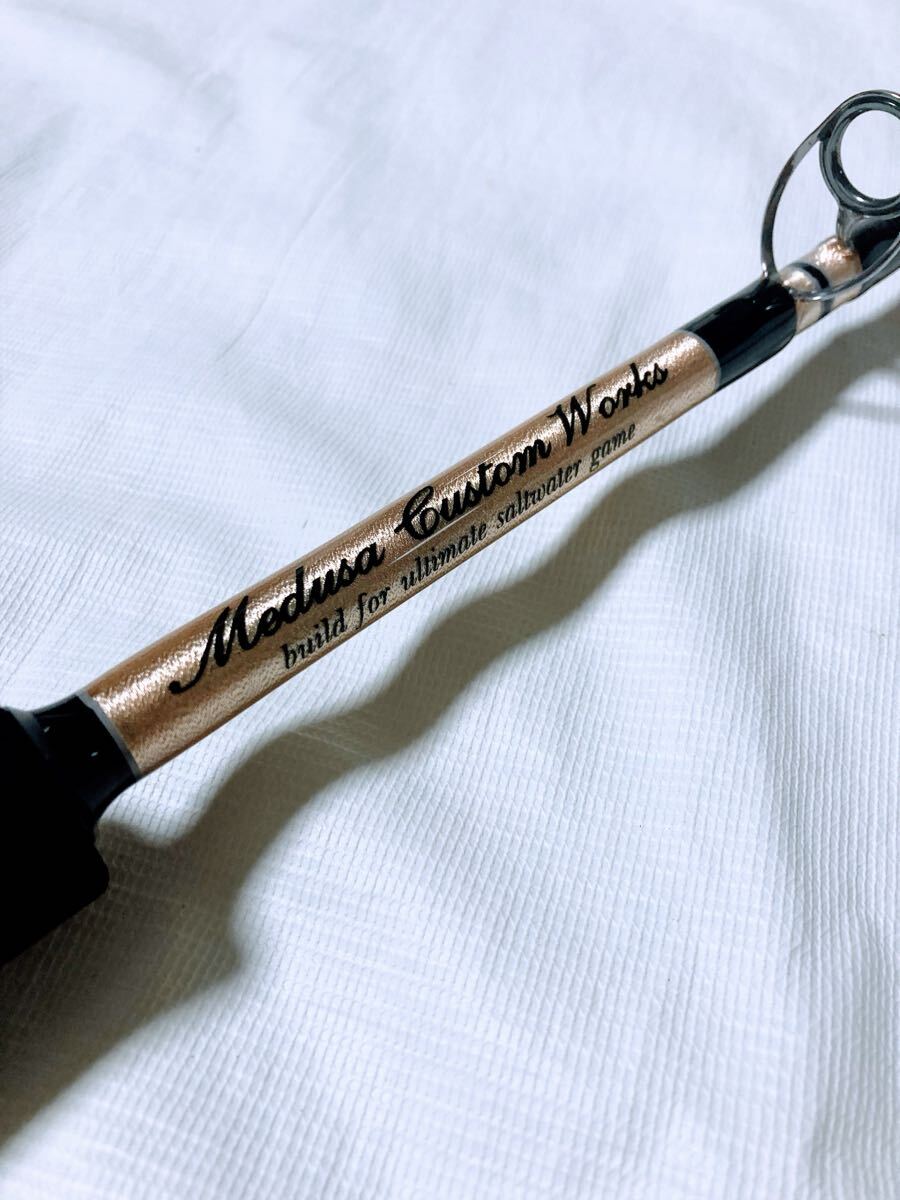 Medusa Custom Works
build for ultimate saltwater game